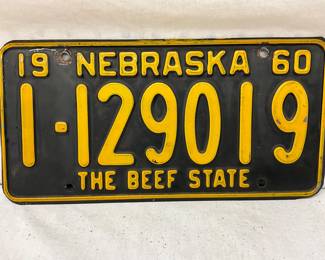 19 NEBRASKA 60
1-129019
THE BEEF STATE